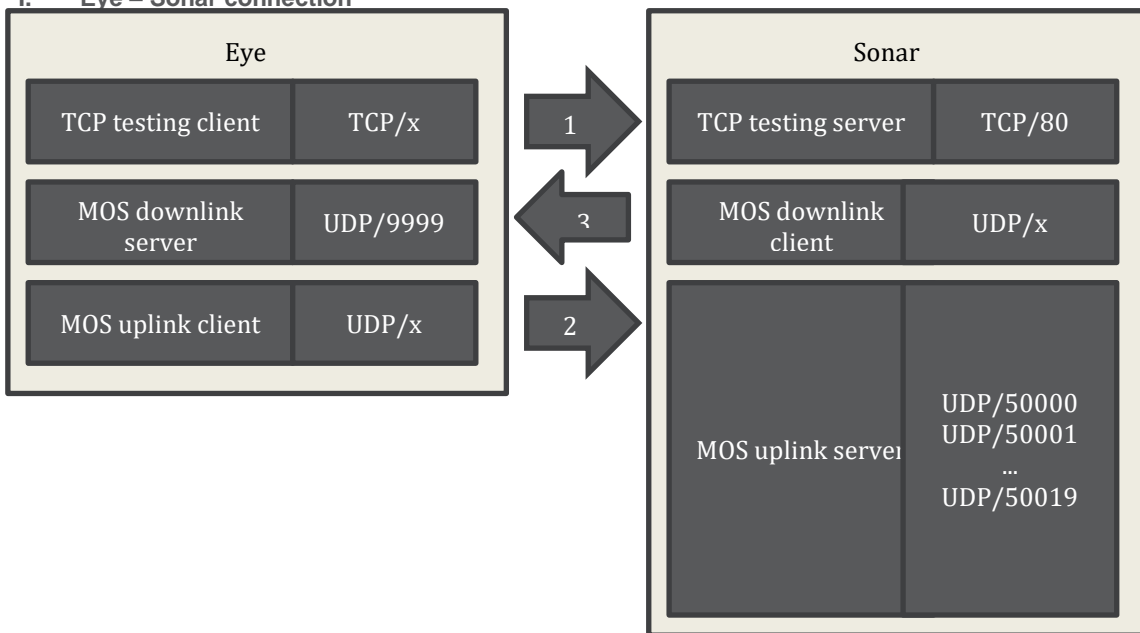 I. Eye – Sonar connection
Eye
TCP testing client TCP/x
MOS downlink
server
UDP/9999
MOS uplink client UDP/x
1
3
2
Sonar
TCP testing server TCP/80
MOS downlink
client
UDP/x
MOS uplink server
UDP/50000
UDP/50001
...
UDP/50019